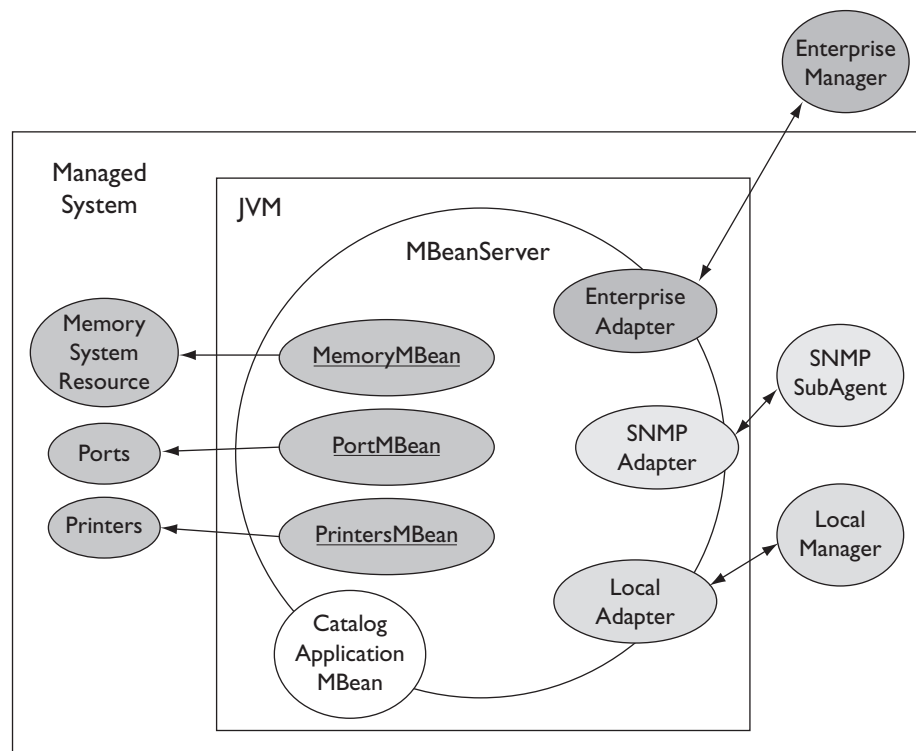 Enterprise
Manager
Managed
System
JVM
MBeanServer
Enterprise
Adapter
Memory
System
Resource
MemoryMBean
SNMP
SubAgent
Ports
PortMBean
SNMP
Adapter
Printers
PrintersMBean
Local
Manager
Local
Adapter
Catalog
Application
MBean